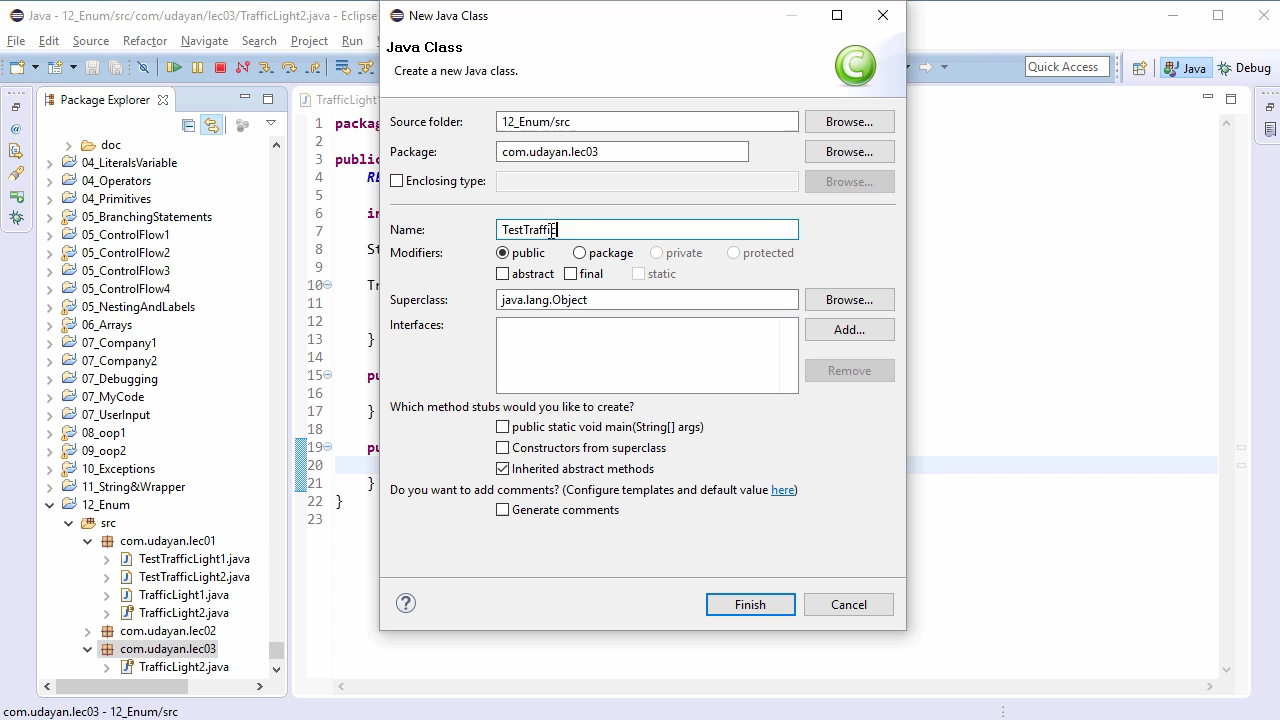 Java - 12_Enum/src/com/udayan/lec03/TrafficLight2.java - Eclipse
File Edit Source Refactor Navigate Search Project Run
Quick Access
Java
Debug
Package Explorer
doc
04_LiteralsVariable
04_Operators
04_Primitives
05_BranchingStatements
05_ControlFlow1
05_ControlFlow2
05_ControlFlow3
05_ControlFlow4
05_NestingAndLabels
06_Arrays
07_Company1
07_Company2
07_Debugging
07_MyCode
07_UserInput
08_oop1
09_oop2
10_Exceptions
11_String&Wrapper
12_Enum
src
com.udayan.lec01
TestTrafficLight1.java
TestTrafficLight2.java
TrafficLight1.java
TrafficLight2.java
com.udayan.lec02
com.udayan.lec03
TrafficLight2.java
TrafficLight
1 packag
2
3 public
4 RE
5
6 in
7
8 St
9
10 Tr
11
12
13 }
14
15 pu
16
17 }
18
19 pu
20
21 }
22 }
23
New Java Class
Java Class
Create a new Java class.
Source folder: 12_Enum/src Browse...
Package: com.udayan.lec03 Browse...
Enclosing type: Browse...
Name: TestTraffic
Modifiers: public package private protected
abstract final static
Superclass: java.lang.Object Browse...
Interfaces: Add...
Remove
Which method stubs would you like to create?
public static void main(String[] args)
Constructors from superclass
Inherited abstract methods
Do you want to add comments? (Configure templates and default value here)
Generate comments
? Finish Cancel
com.udayan.lec03 - 12_Enum/src